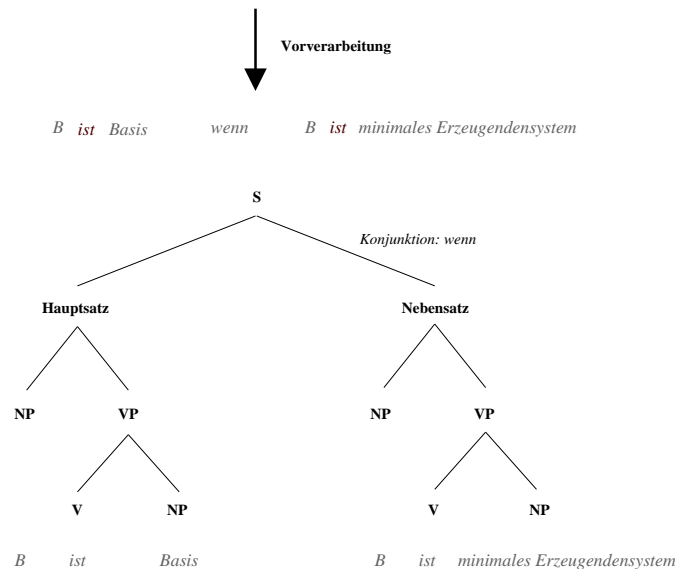 Vorverarbeitung
B ist Basis wenn B ist minimales Erzeugendensystem
S
Konjunktion: wenn
Hauptsatz Nebensatz
NP VP NP VP
V NP V NP
B ist Basis B ist minimales Erzeugendensystem